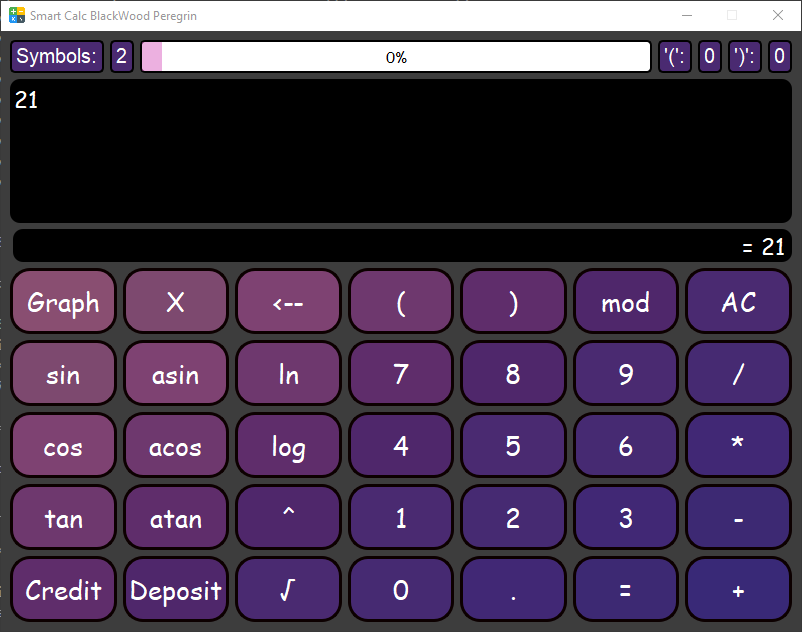 Smart Calc BlackWood Peregrin
Symbols: 2 0% '(': 0 ')': 0
21
= 21
Graph X <-- ( ) mod AC
sin asin ln 7 8 9 /
cos acos log 4 5 6 *
tan atan ^ 1 2 3 -
Credit Deposit √ 0 . = +